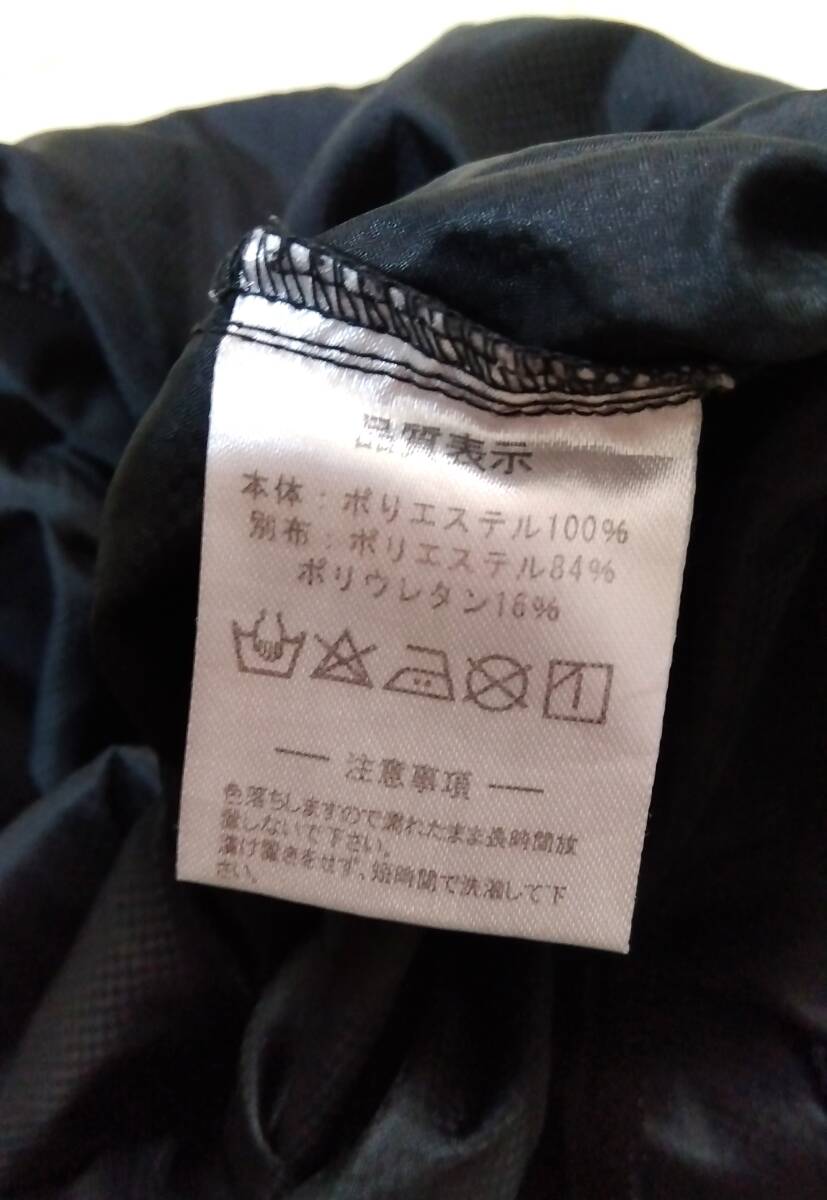 品質表示
本体：ポリエステル100%
別布：ポリエステル84%
ポリウレタン16%
― 注意事項 ―
色落ちしますので濡れたまま長時間放
置しないで下さい。
漬け置きをせず、短時間で洗濯して下
さい。